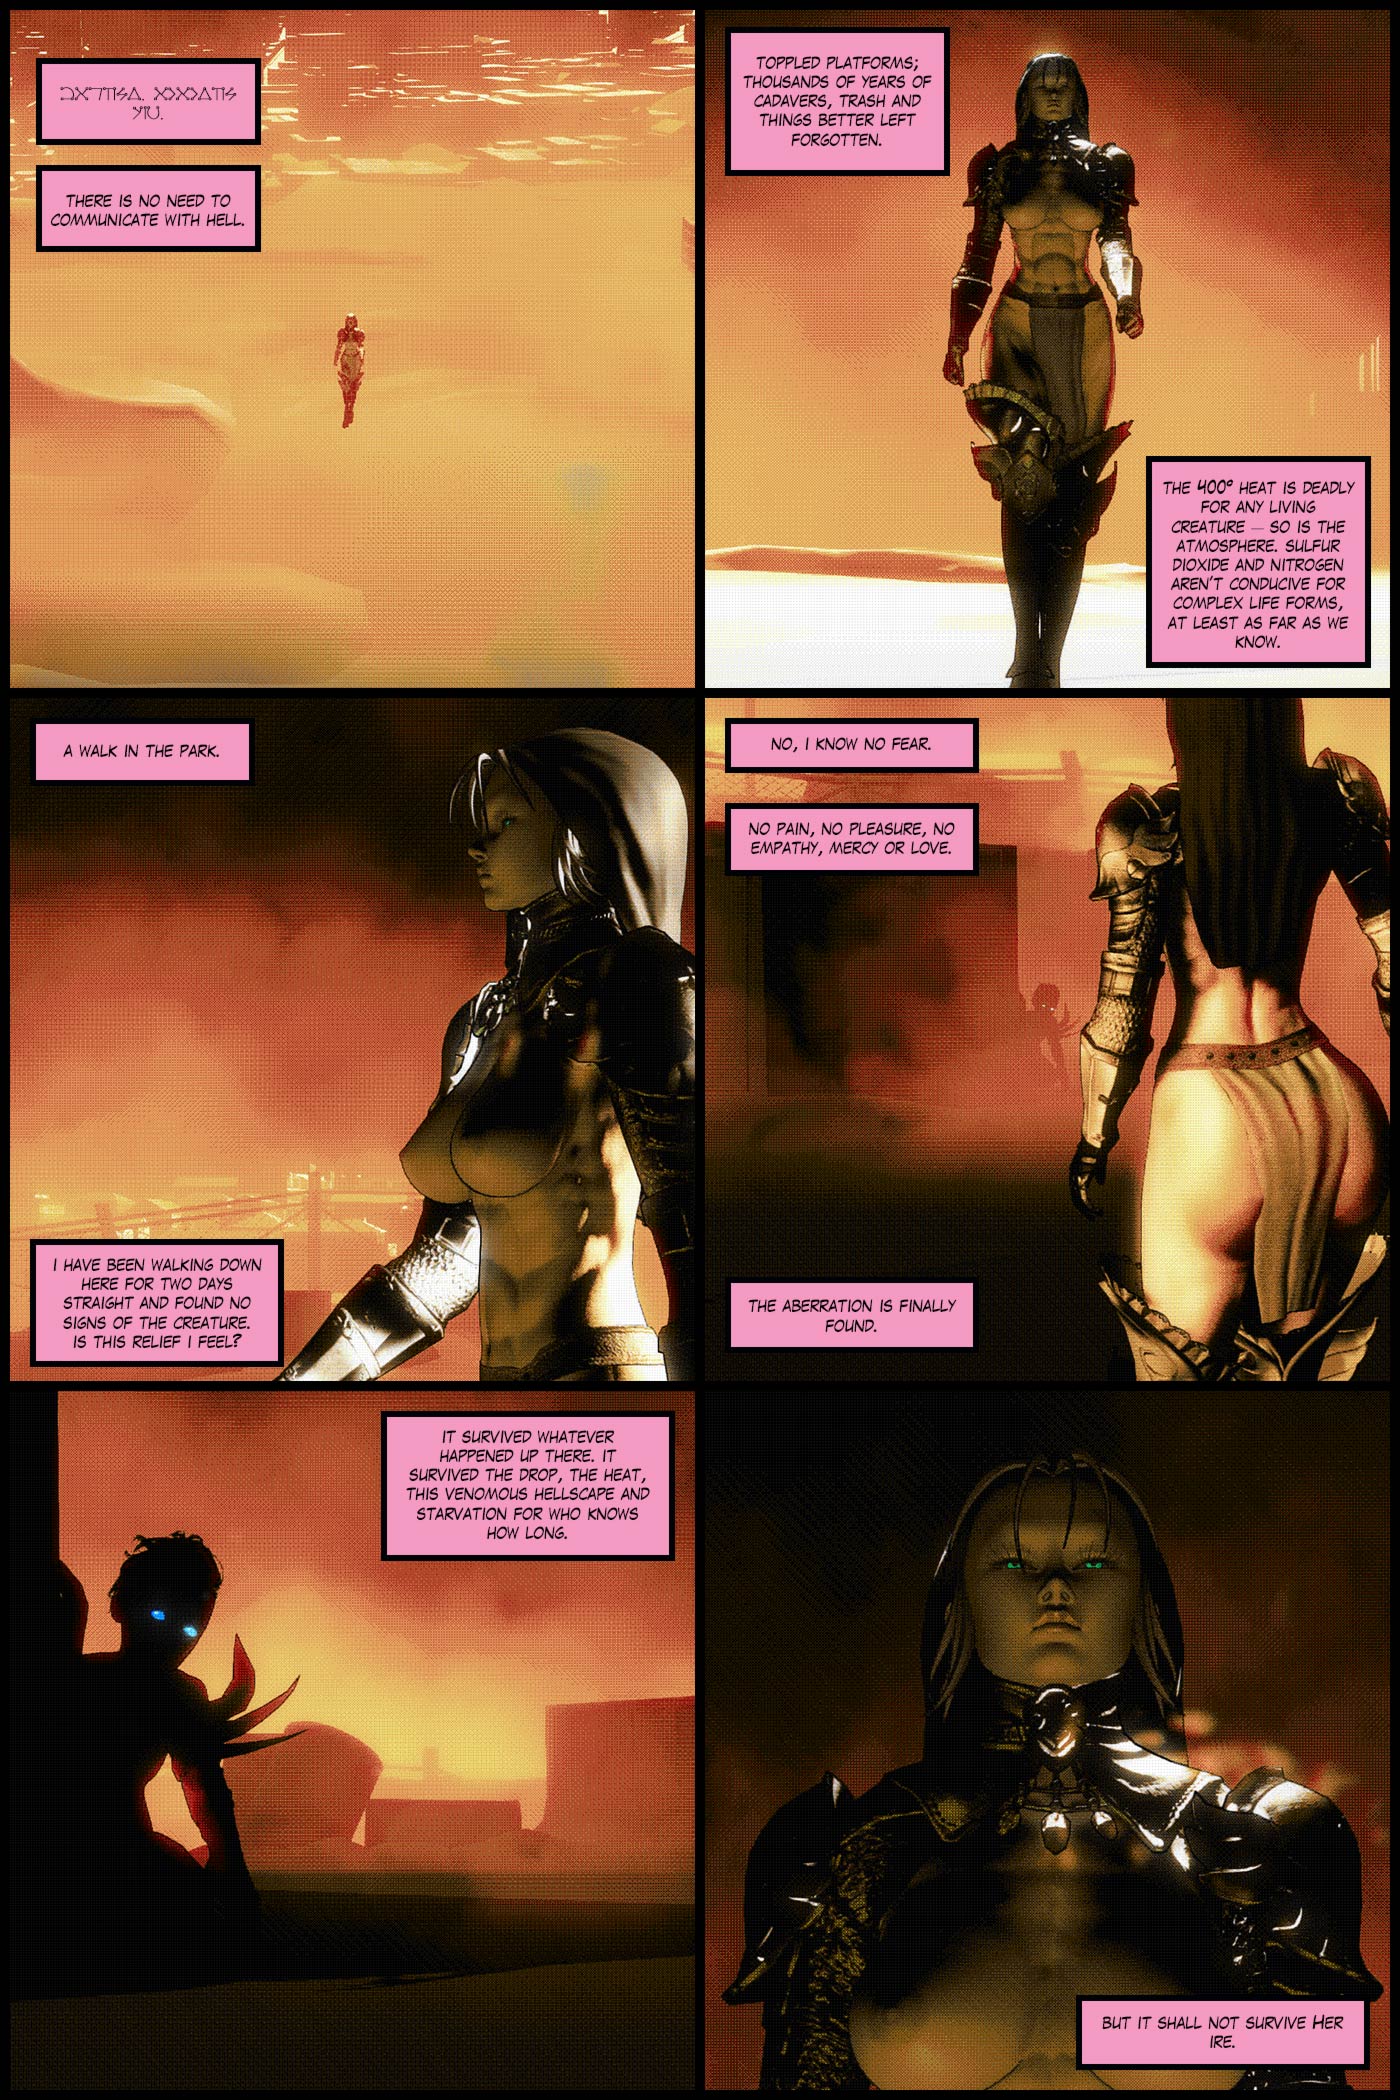 THERE IS NO NEED TO
COMMUNICATE WITH HELL.
TOPPLED PLATFORMS;
THOUSANDS OF YEARS OF
CADAVERS, TRASH AND
THINGS BETTER LEFT
FORGOTTEN.
THE 400° HEAT IS DEADLY
FOR ANY LIVING
CREATURE — SO IS THE
ATMOSPHERE. SULFUR
DIOXIDE AND NITROGEN
AREN'T CONDUCIVE FOR
COMPLEX LIFE FORMS,
AT LEAST AS FAR AS WE
KNOW.
A WALK IN THE PARK.
I HAVE BEEN WALKING DOWN
HERE FOR TWO DAYS
STRAIGHT AND FOUND NO
SIGNS OF THE CREATURE.
IS THIS RELIEF I FEEL?
NO, I KNOW NO FEAR.
NO PAIN, NO PLEASURE, NO
EMPATHY, MERCY OR LOVE.
THE ABERRATION IS FINALLY
FOUND.
IT SURVIVED WHATEVER
HAPPENED UP THERE. IT
SURVIVED THE DROP, THE HEAT,
THIS VENOMOUS HELLSCAPE AND
STARVATION FOR WHO KNOWS
HOW LONG.
BUT IT SHALL NOT SURVIVE HER
IRE.